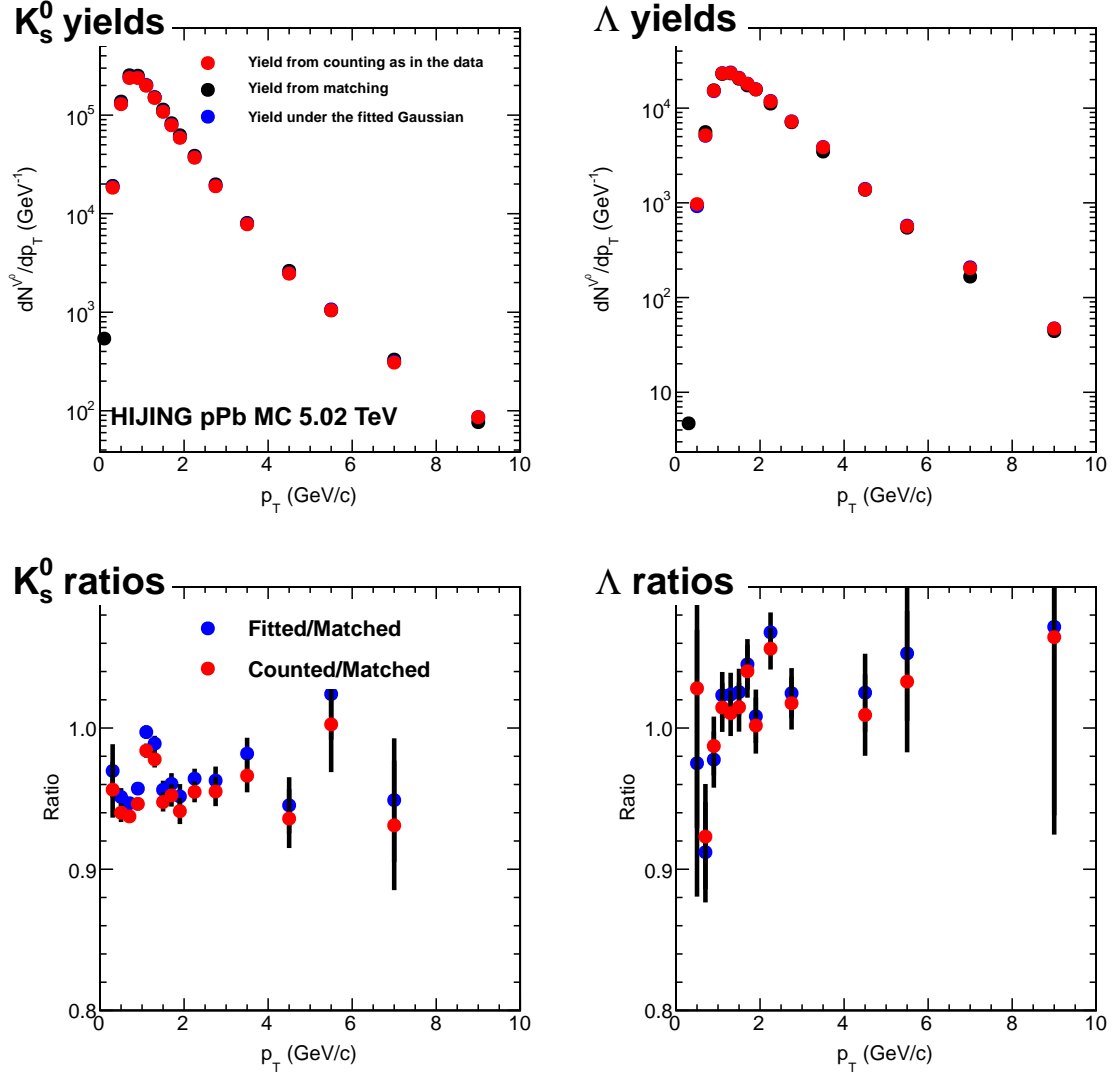 K⁰ₛ yields
Yield from counting as in the data
Yield from matching
Yield under the fitted Gaussian
dN^{V⁰}/dp_T (GeV⁻¹)
10⁵
10⁴
10³
10²
HIJING pPb MC 5.02 TeV
0 2 4 6 8 10
p_T (GeV/c)
Λ yields
dN^{V⁰}/dp_T (GeV⁻¹)
10⁴
10³
10²
10
0 2 4 6 8 10
p_T (GeV/c)
K⁰ₛ ratios
Fitted/Matched
Counted/Matched
Ratio
1.0
0.9
0.8
0 2 4 6 8 10
p_T (GeV/c)
Λ ratios
Ratio
1.0
0.9
0.8
0 2 4 6 8 10
p_T (GeV/c)